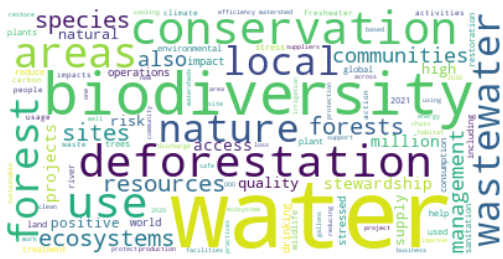 restore
cooling
climate
efficiency
watershed
freshwater
activities
plants
species
conservation
environmental
stress
suppliers
based
areas
natural
also
local
communities
reduce
carbon
impacts
operations
impact
global
across
high
restoration
wastewater
people
biodiversity
usage
risk
nature
forests
action
2021
using
energy
sites
access
million
including
forest
projects
deforestation
management
consumption
waste
trees
plant
support
habitat
chain
river
discharge
safe
loss
community
site
area
watersheds
irrigation
protection
resources
quality
stewardship
use
water
drinking
wildlife
supply
stressed
sanitation
sustainable
land
2020
positive
world
000
ecosystem
gallons
reducing
project
help
used
improve
clean
work
ecosystems
treatment
protect
production
facilities
practices
business